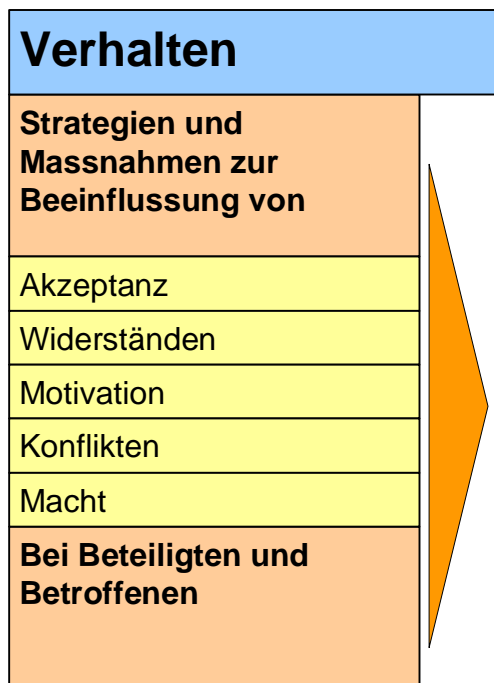 Verhalten
Strategien und
Massnahmen zur
Beeinflussung von
Akzeptanz
Widerständen
Motivation
Konflikten
Macht
Bei Beteiligten und
Betroffenen